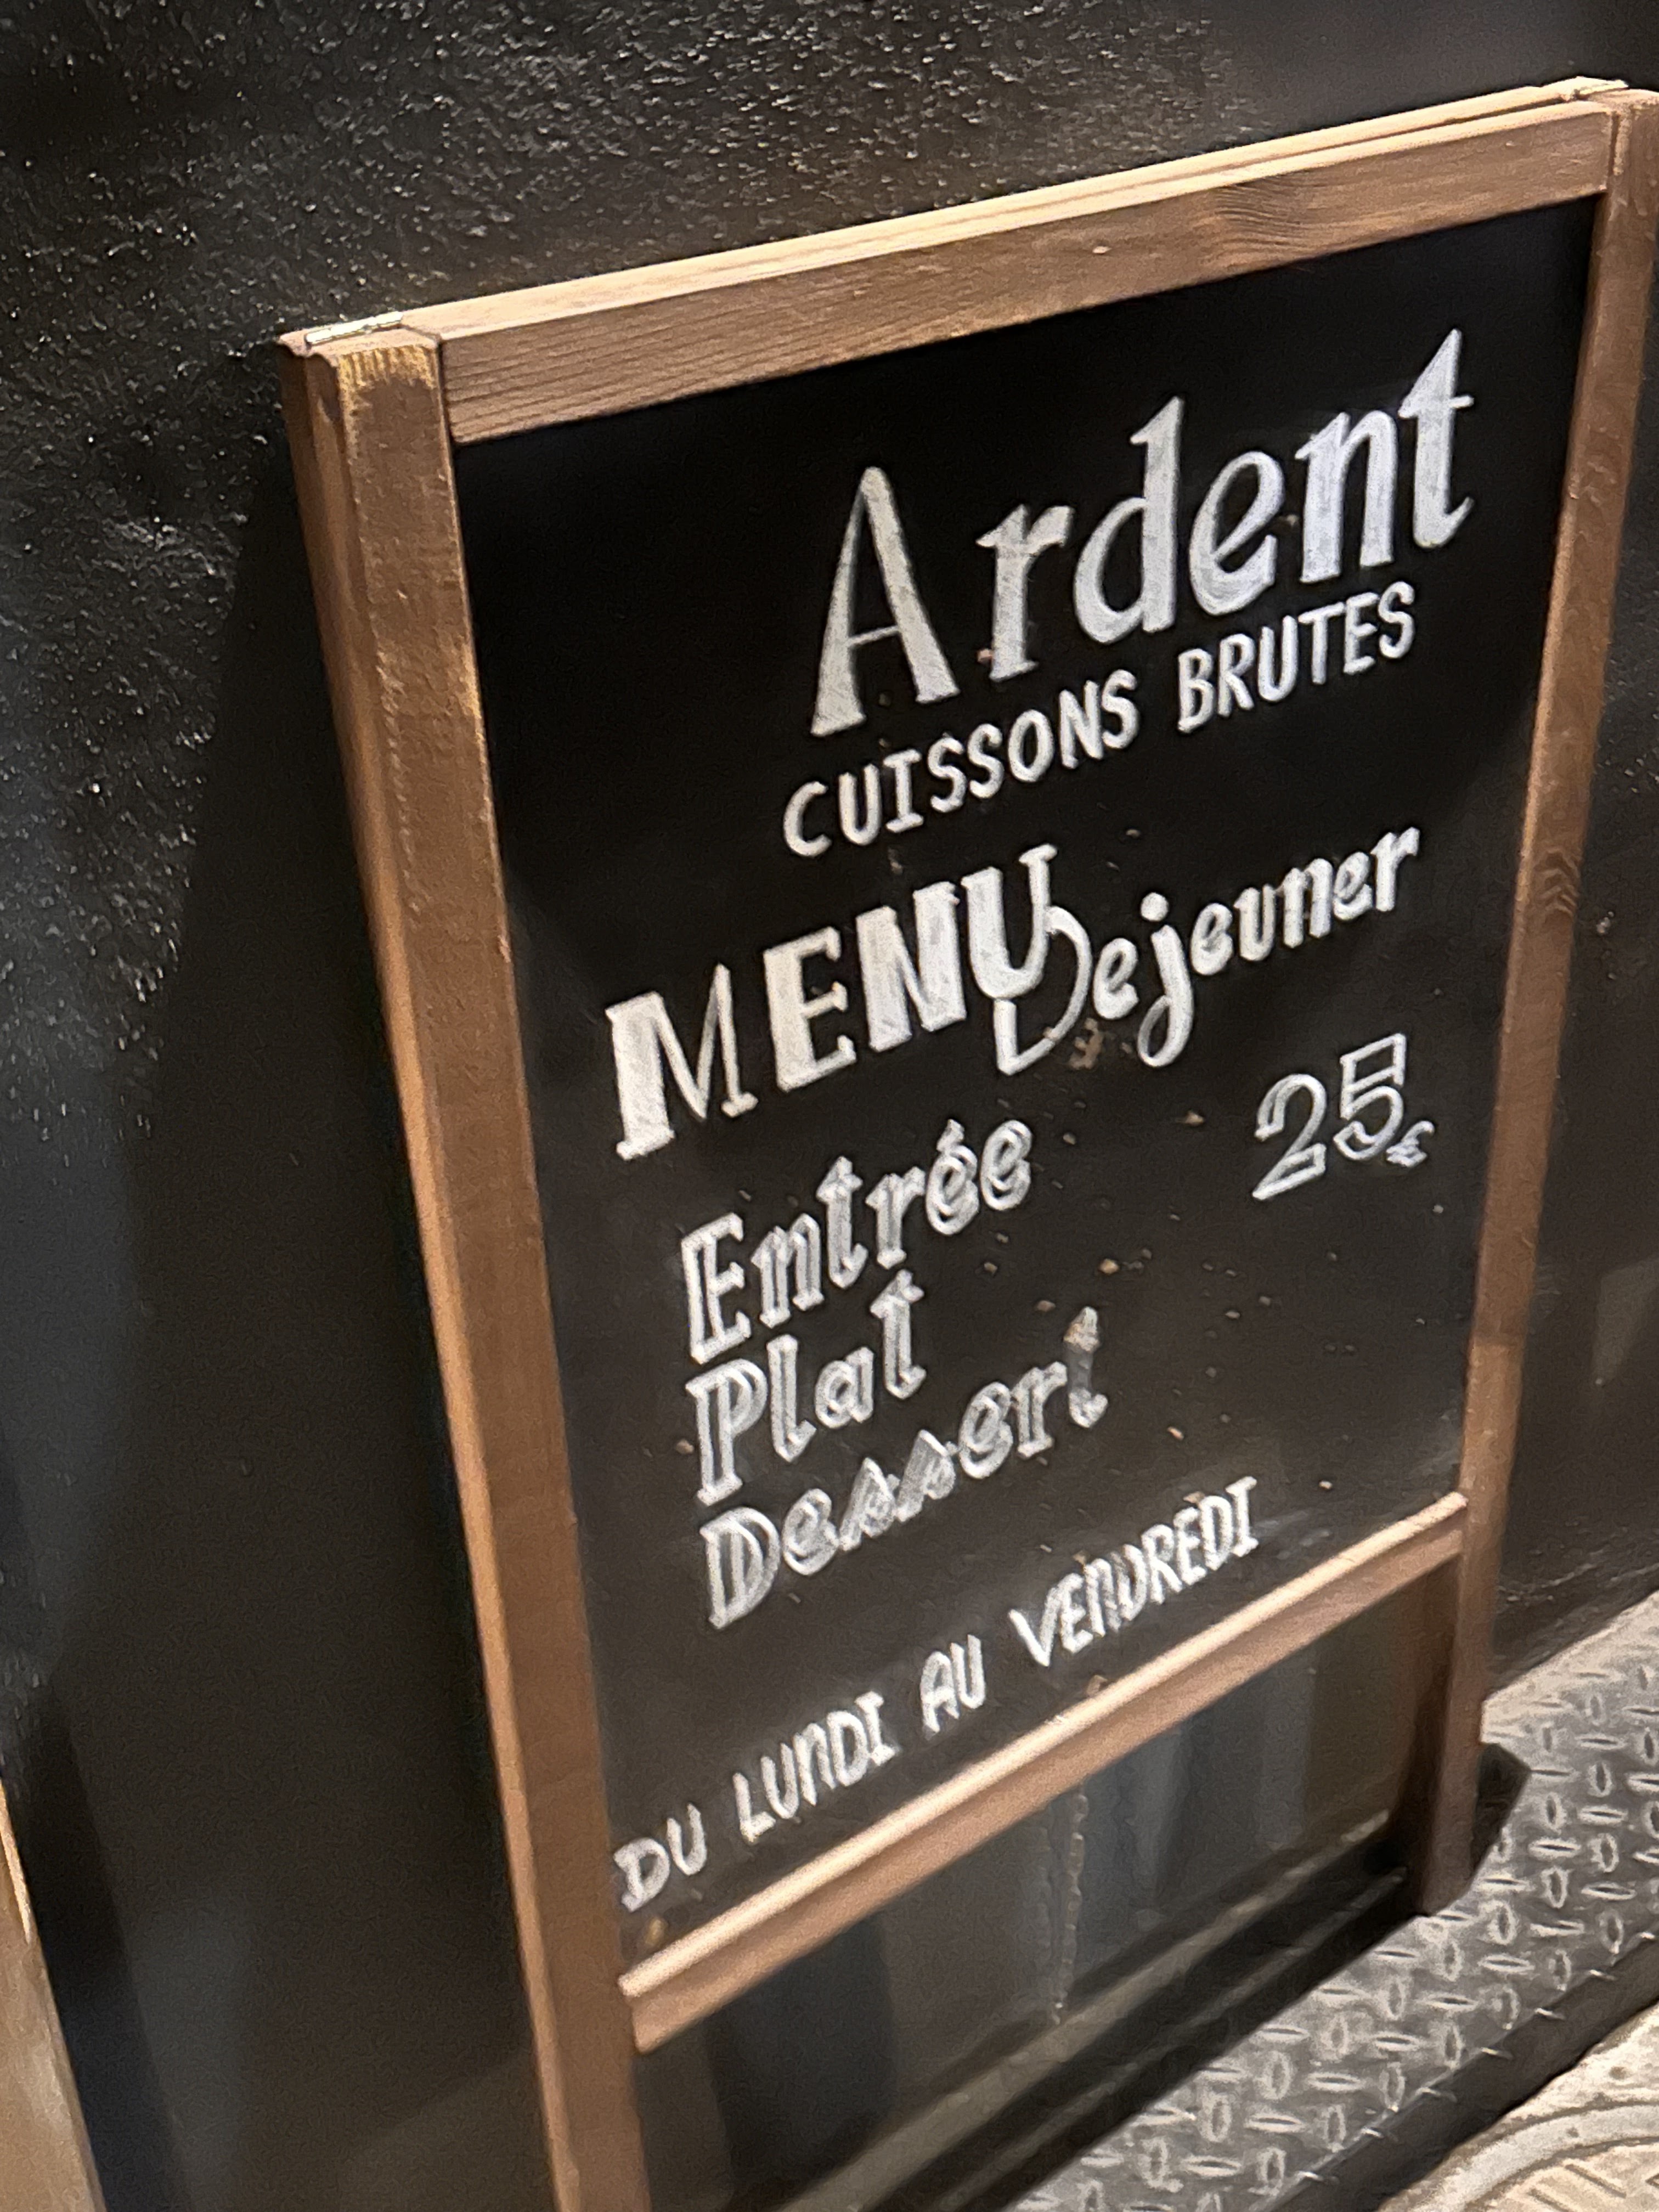 Ardent
CUISSONS BRUTES
MENU Dejeuner
25€
Entrée
Plat
Dessert
DU LUNDI AU VENDREDI